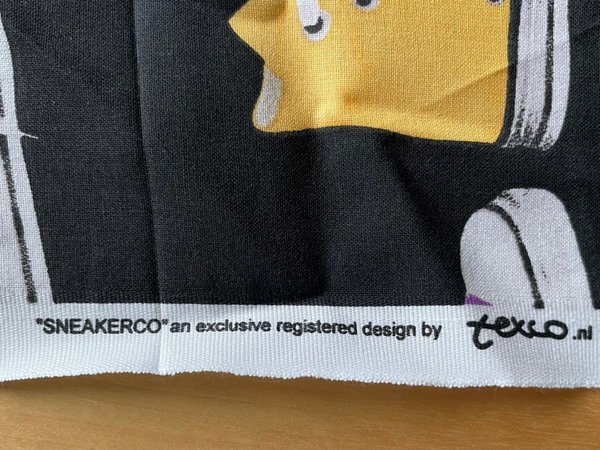 "SNEAKERCO" an exclusive registered design by texco.nl